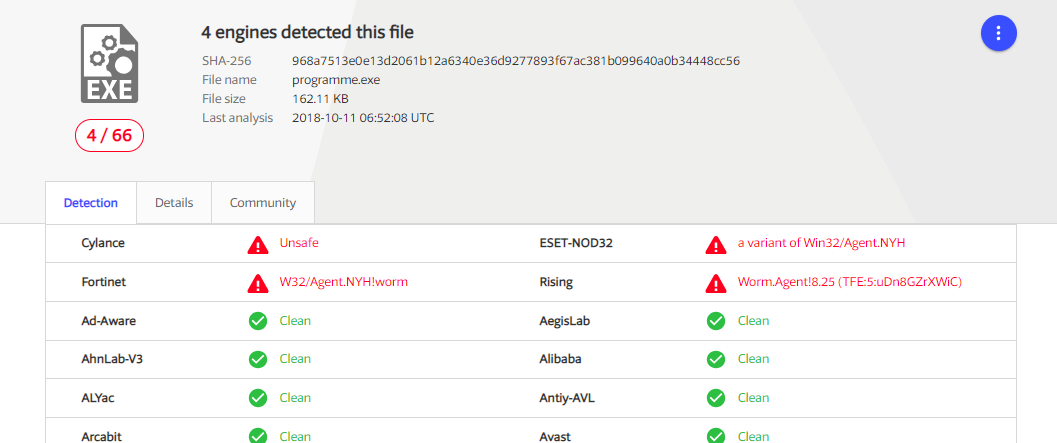 4 engines detected this file
EXE
SHA-256 968a7513e0e13d2061b12a6340e36d9277893f67ac381b099640a0b34448cc56
File name programme.exe
File size 162.11 KB
Last analysis 2018-10-11 06:52:08 UTC
4 / 66
Detection Details Community
Cylance Unsafe ESET-NOD32 a variant of Win32/Agent.NYH
Fortinet W32/Agent.NYH!worm Rising Worm.Agent!8.25 (TFE:5:uDn8GZrXWiC)
Ad-Aware Clean AegisLab Clean
AhnLab-V3 Clean Alibaba Clean
ALYac Clean Antiy-AVL Clean
Arcabit Clean Avast Clean